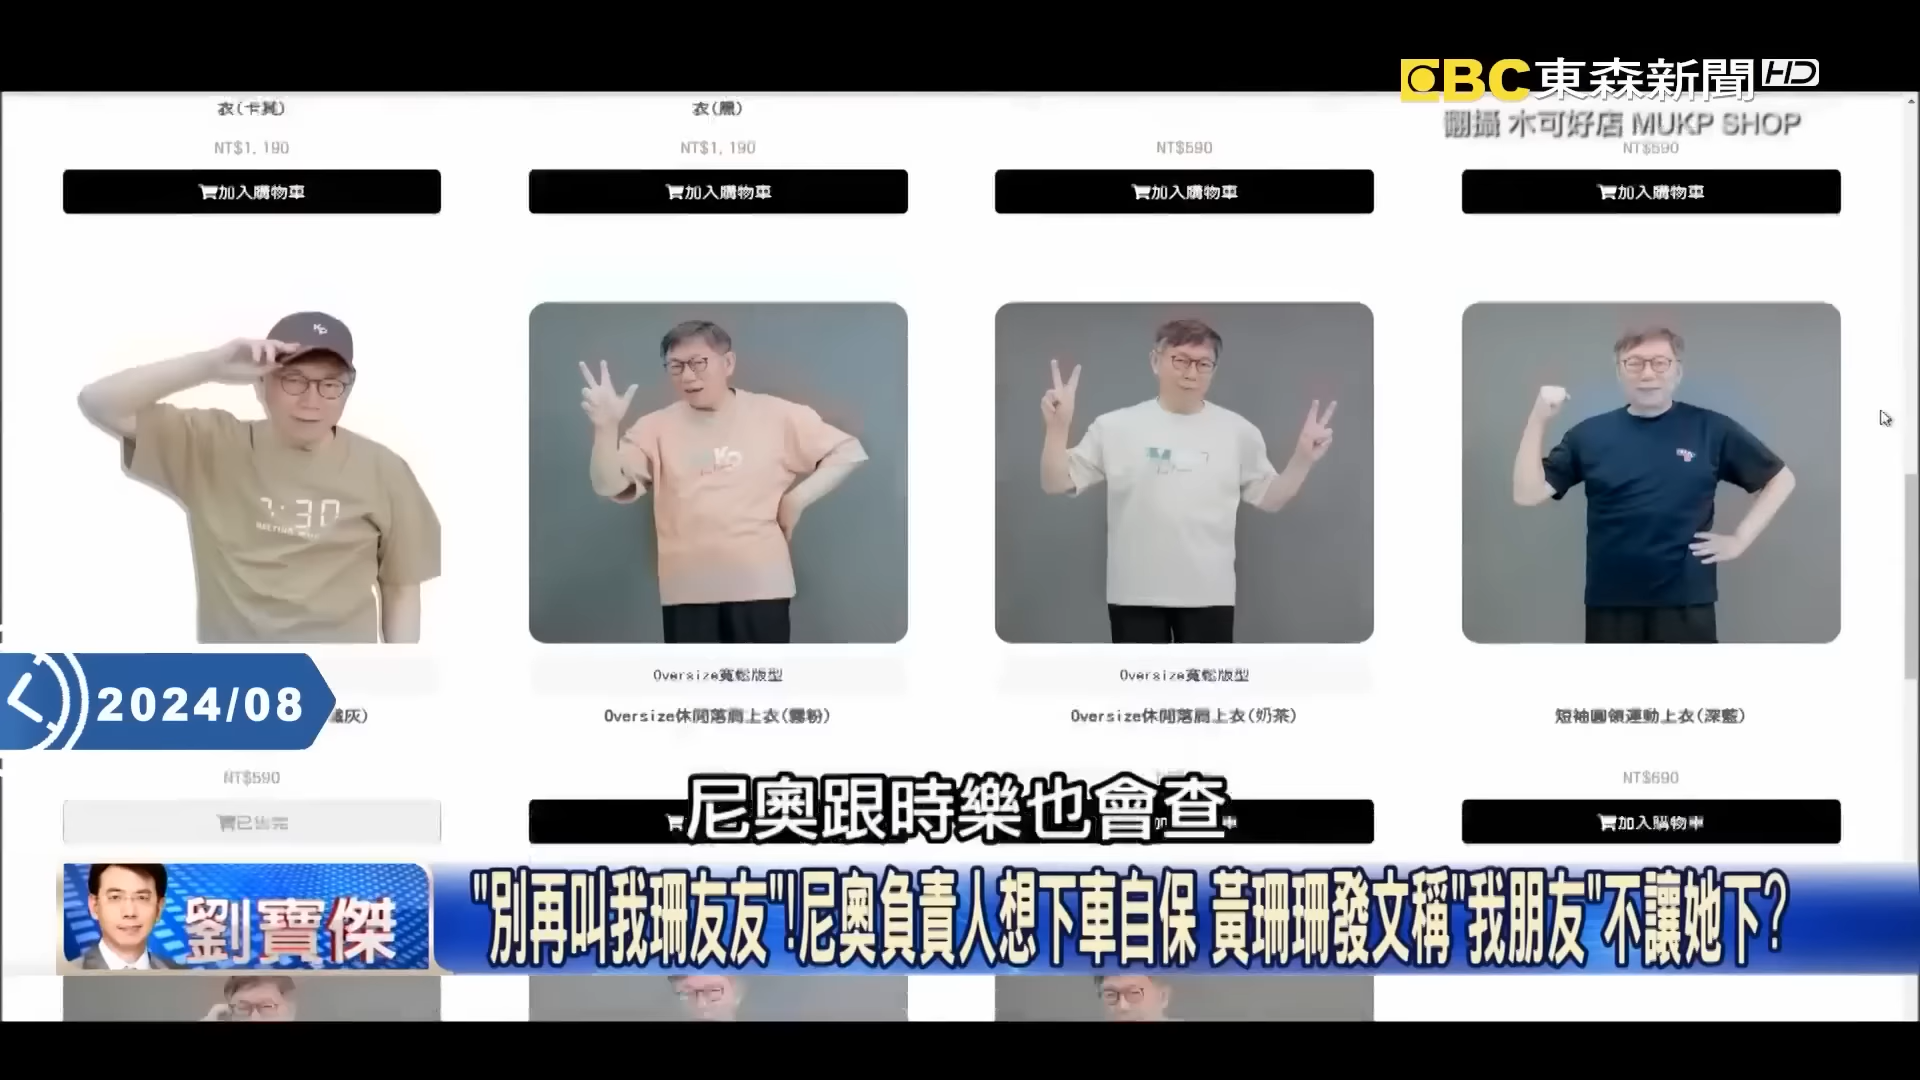 EBC東森新聞HD
翻攝 木可好店 MUKP SHOP
衣(卡其)
衣(黑)
NT$1,190
NT$1,190
NT$590
NT$590
加入購物車
加入購物車
加入購物車
加入購物車
KP
7:30
KP
Oversize寬鬆版型
Oversize寬鬆版型
2024/08
灰)
Oversize休閒落肩上衣(霧粉)
Oversize休閒落肩上衣(奶茶)
短袖圓領運動上衣(深藍)
NT$590
NT$690
已售完
加入購物車
尼奧跟時樂也會查
劉寶傑
"別再叫我珊友友"!尼奧負責人想下車自保 黃珊珊發文稱"我朋友"不讓她下?